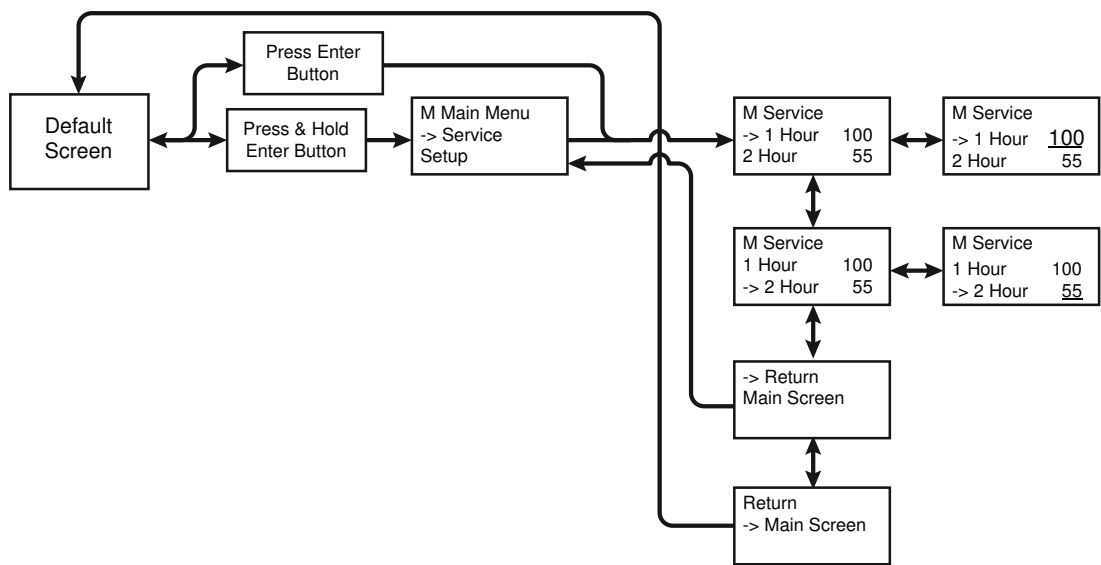 Press Enter
Button
Default
Screen
Press & Hold
Enter Button
M Main Menu
-> Service
Setup
M Service
-> 1 Hour 100
2 Hour 55
M Service
-> 1 Hour 100
2 Hour 55
M Service
1 Hour 100
-> 2 Hour 55
M Service
1 Hour 100
-> 2 Hour 55
-> Return
Main Screen
Return
-> Main Screen